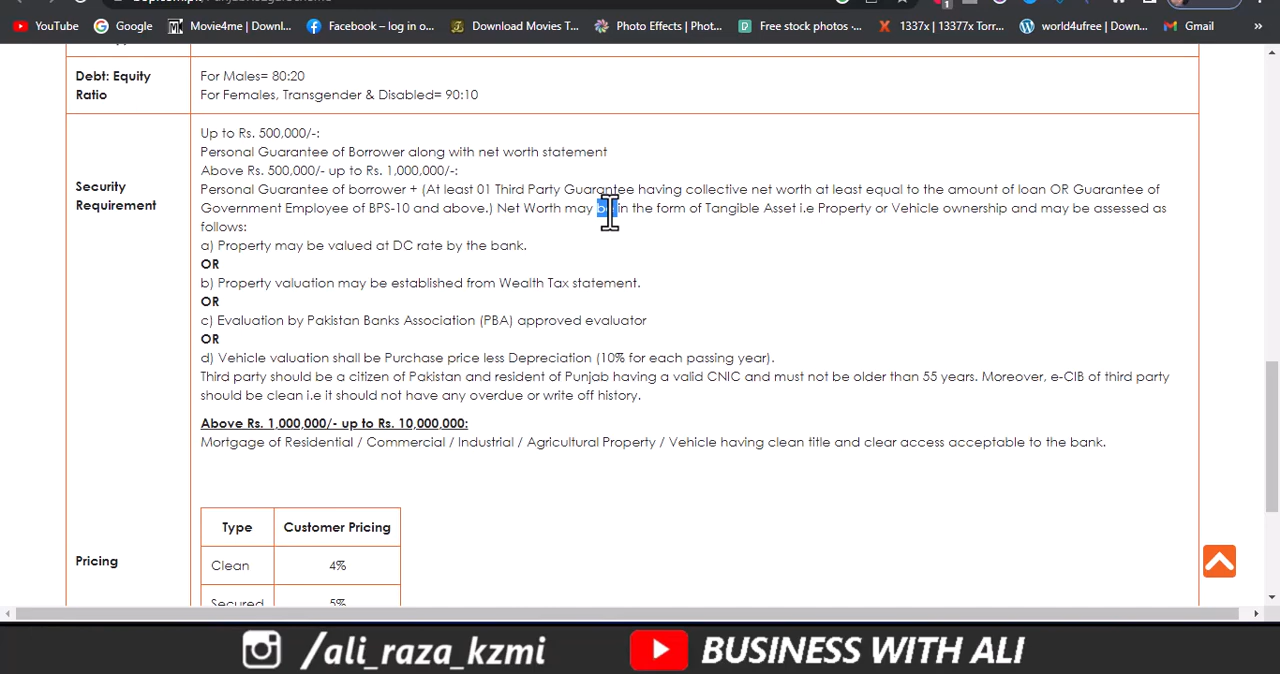 YouTube
Google
Movie4me | Downl...
Facebook – log in o...
Download Movies T...
Photo Effects | Phot...
Free stock photos ·...
1337x | 13377x Torr...
world4ufree | Down...
Gmail
»
Debt: Equity
Ratio
For Males= 80:20
For Females, Transgender & Disabled= 90:10
Security
Requirement
Up to Rs. 500,000/-:
Personal Guarantee of Borrower along with net worth statement
Above Rs. 500,000/- up to Rs. 1,000,000/-:
Personal Guarantee of borrower + (At least 01 Third Party Guarantee having collective net worth at least equal to the amount of loan OR Guarantee of
Government Employee of BPS-10 and above.) Net Worth may be in the form of Tangible Asset i.e Property or Vehicle ownership and may be assessed as
follows:
a) Property may be valued at DC rate by the bank.
OR
b) Property valuation may be established from Wealth Tax statement.
OR
c) Evaluation by Pakistan Banks Association (PBA) approved evaluator
OR
d) Vehicle valuation shall be Purchase price less Depreciation (10% for each passing year).
Third party should be a citizen of Pakistan and resident of Punjab having a valid CNIC and must not be older than 55 years. Moreover, e-CIB of third party
should be clean i.e it should not have any overdue or write off history.
Above Rs. 1,000,000/- up to Rs. 10,000,000:
Mortgage of Residential / Commercial / Industrial / Agricultural Property / Vehicle having clean title and clear access acceptable to the bank.
Pricing
Type
Customer Pricing
Clean
4%
Secured
5%
/ali_raza_kzmi
BUSINESS WITH ALI